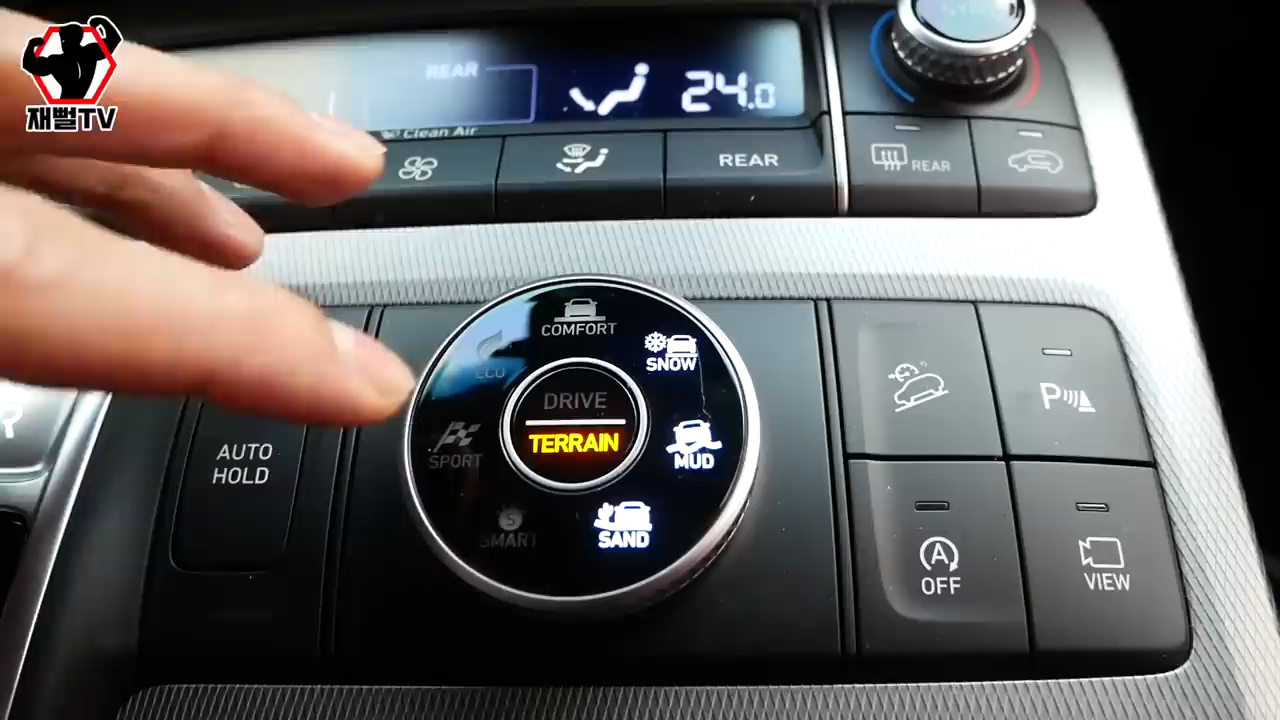 재뻘TV
REAR
24.0
Clean Air
REAR
REAR
COMFORT
SNOW
ECO
DRIVE
TERRAIN
SPORT
MUD
SMART
S
SAND
AUTO
HOLD
P
A
OFF
VIEW
R